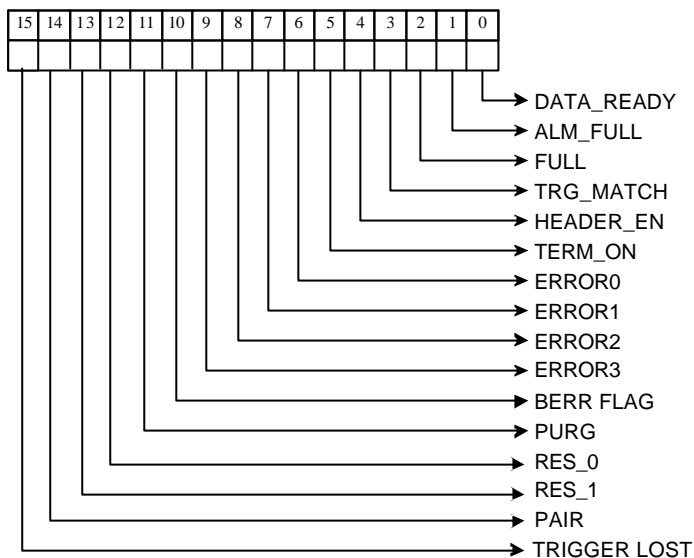 15 14 13 12 11 10 9 8 7 6 5 4 3 2 1 0
DATA_READY
ALM_FULL
FULL
TRG_MATCH
HEADER_EN
TERM_ON
ERROR0
ERROR1
ERROR2
ERROR3
BERR FLAG
PURG
RES_0
RES_1
PAIR
TRIGGER LOST